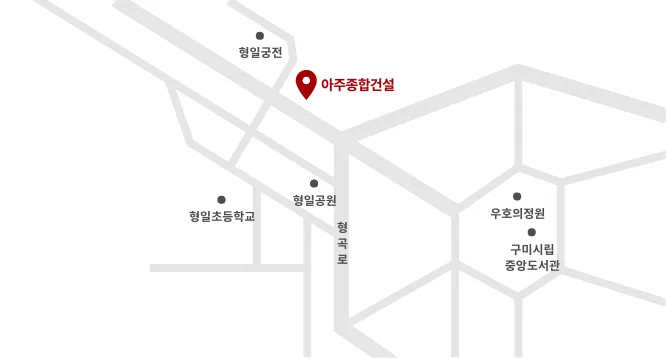 형일궁전
아주종합건설
형일공원
형일초등학교
형
곡
로
우호의정원
구미시립
중앙도서관